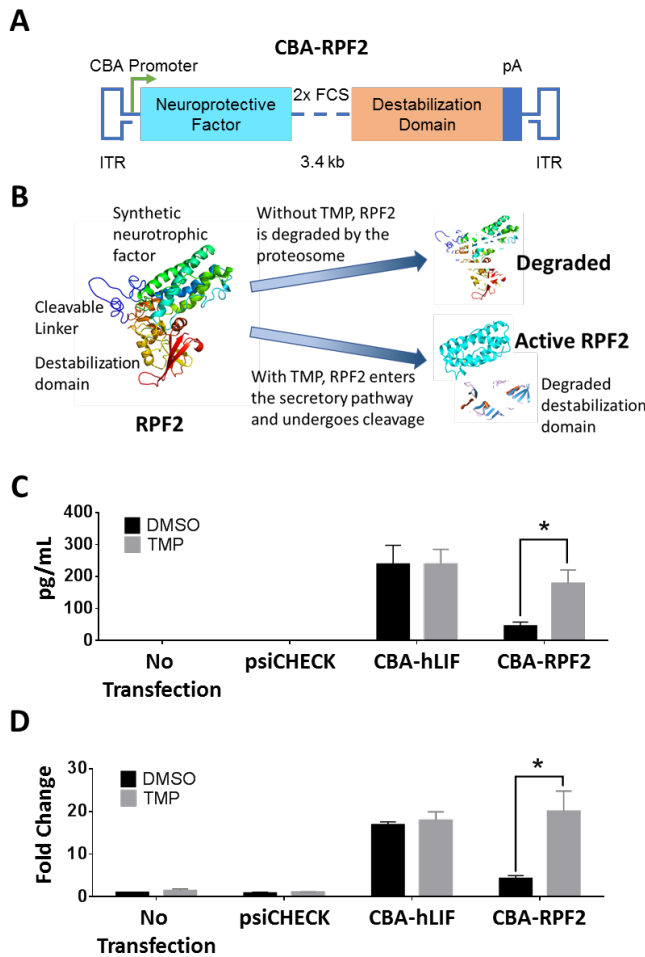 A
CBA-RPF2
CBA Promoter
pA
2x FCS
Neuroprotective
Factor
Destabilization
Domain
ITR
3.4 kb
ITR
B
Synthetic
neurotrophic
factor
Without TMP, RPF2
is degraded by the
proteosome
Degraded
Cleavable
Linker
Active RPF2
Destabilization
domain
With TMP, RPF2 enters
the secretory pathway
and undergoes cleavage
Degraded
destabilization
domain
RPF2
C
DMSO
TMP
*
pg/mL
400
300
200
100
0
No
Transfection
psiCHECK
CBA-hLIF
CBA-RPF2
D
DMSO
TMP
*
Fold Change
30
20
10
0
No
Transfection
psiCHECK
CBA-hLIF
CBA-RPF2